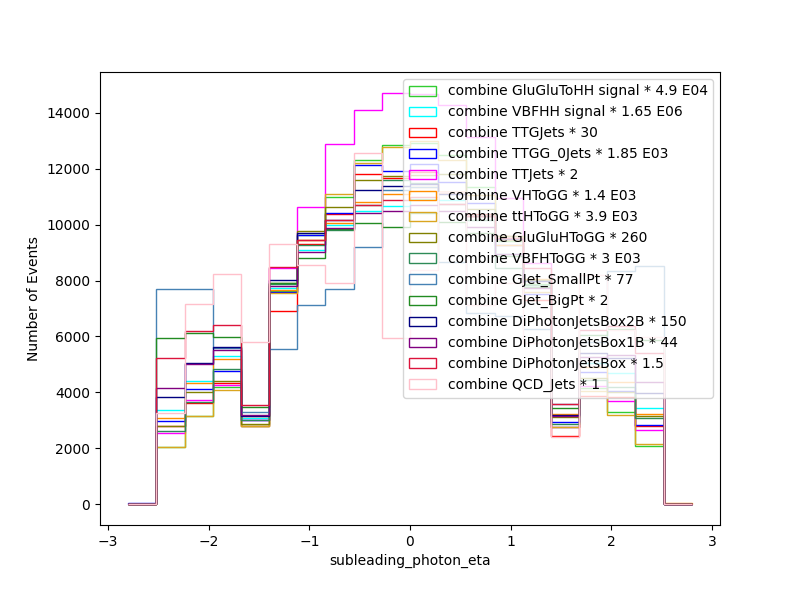 combine GluGluToHH signal * 4.9 E04
combine VBFHH signal * 1.65 E06
combine TTGJets * 30
combine TTGG_0Jets * 1.85 E03
combine TTJets * 2
combine VHToGG * 1.4 E03
combine ttHToGG * 3.9 E03
combine GluGluHToGG * 260
combine VBFHToGG * 3 E03
combine GJet_SmallPt * 77
combine GJet_BigPt * 2
combine DiPhotonJetsBox2B * 150
combine DiPhotonJetsBox1B * 44
combine DiPhotonJetsBox * 1.5
combine QCD_Jets * 1
14000
12000
10000
8000
6000
4000
2000
0
Number of Events
−3
−2
−1
0
1
2
3
subleading_photon_eta